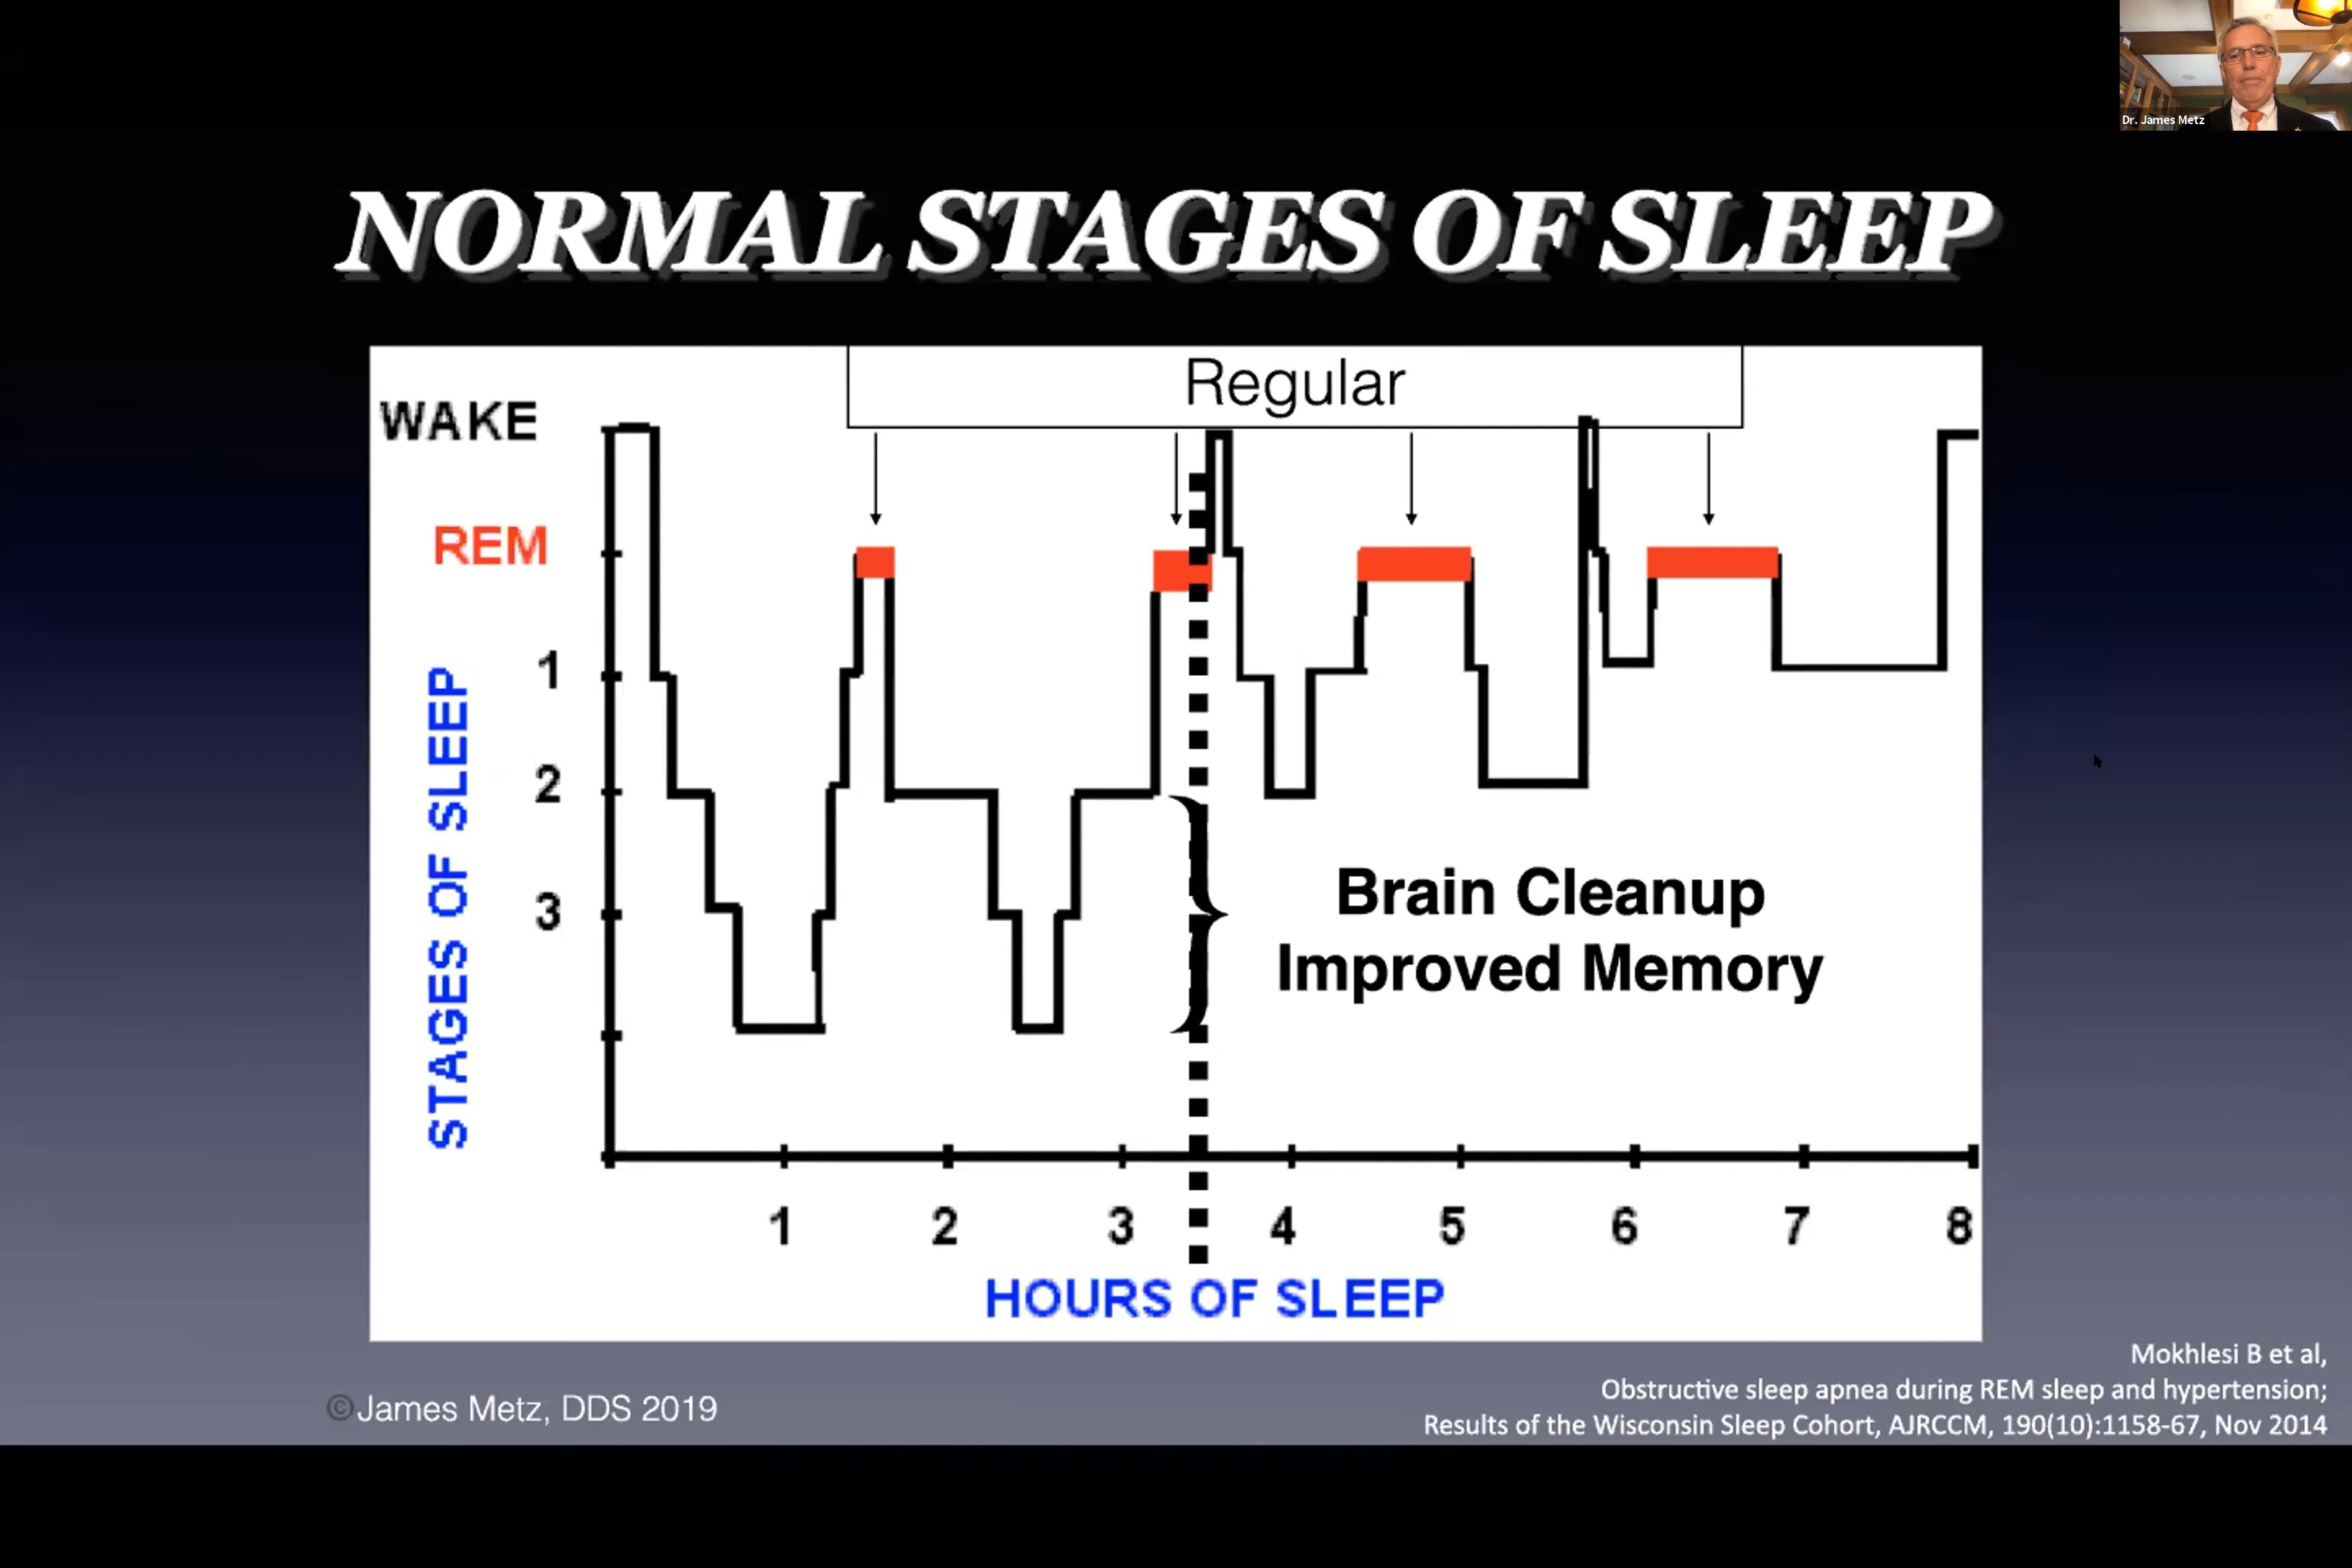 Dr. James Metz
NORMAL STAGES OF SLEEP
Regular
WAKE
REM
1
2
3
STAGES OF SLEEP
Brain Cleanup
Improved Memory
1 2 3 4 5 6 7 8
HOURS OF SLEEP
©James Metz, DDS 2019
Mokhlesi B et al,
Obstructive sleep apnea during REM sleep and hypertension;
Results of the Wisconsin Sleep Cohort, AJRCCM, 190(10):1158-67, Nov 2014